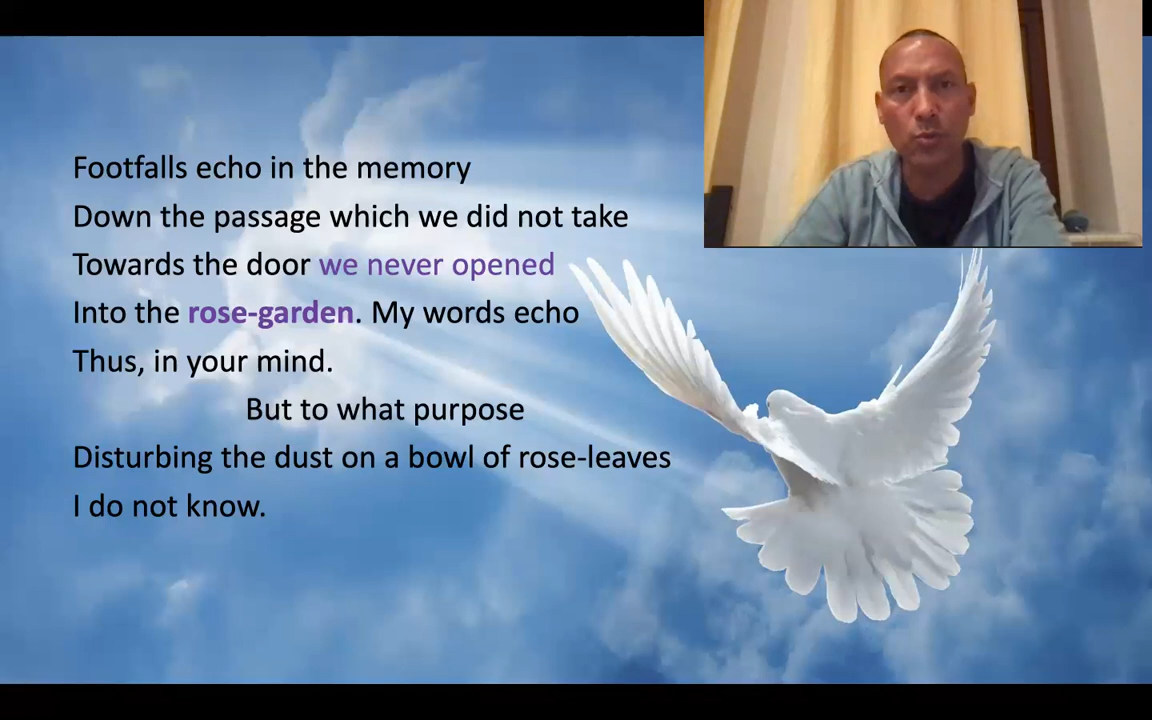 Footfalls echo in the memory
Down the passage which we did not take
Towards the door we never opened
Into the rose-garden. My words echo
Thus, in your mind.
But to what purpose
Disturbing the dust on a bowl of rose-leaves
I do not know.